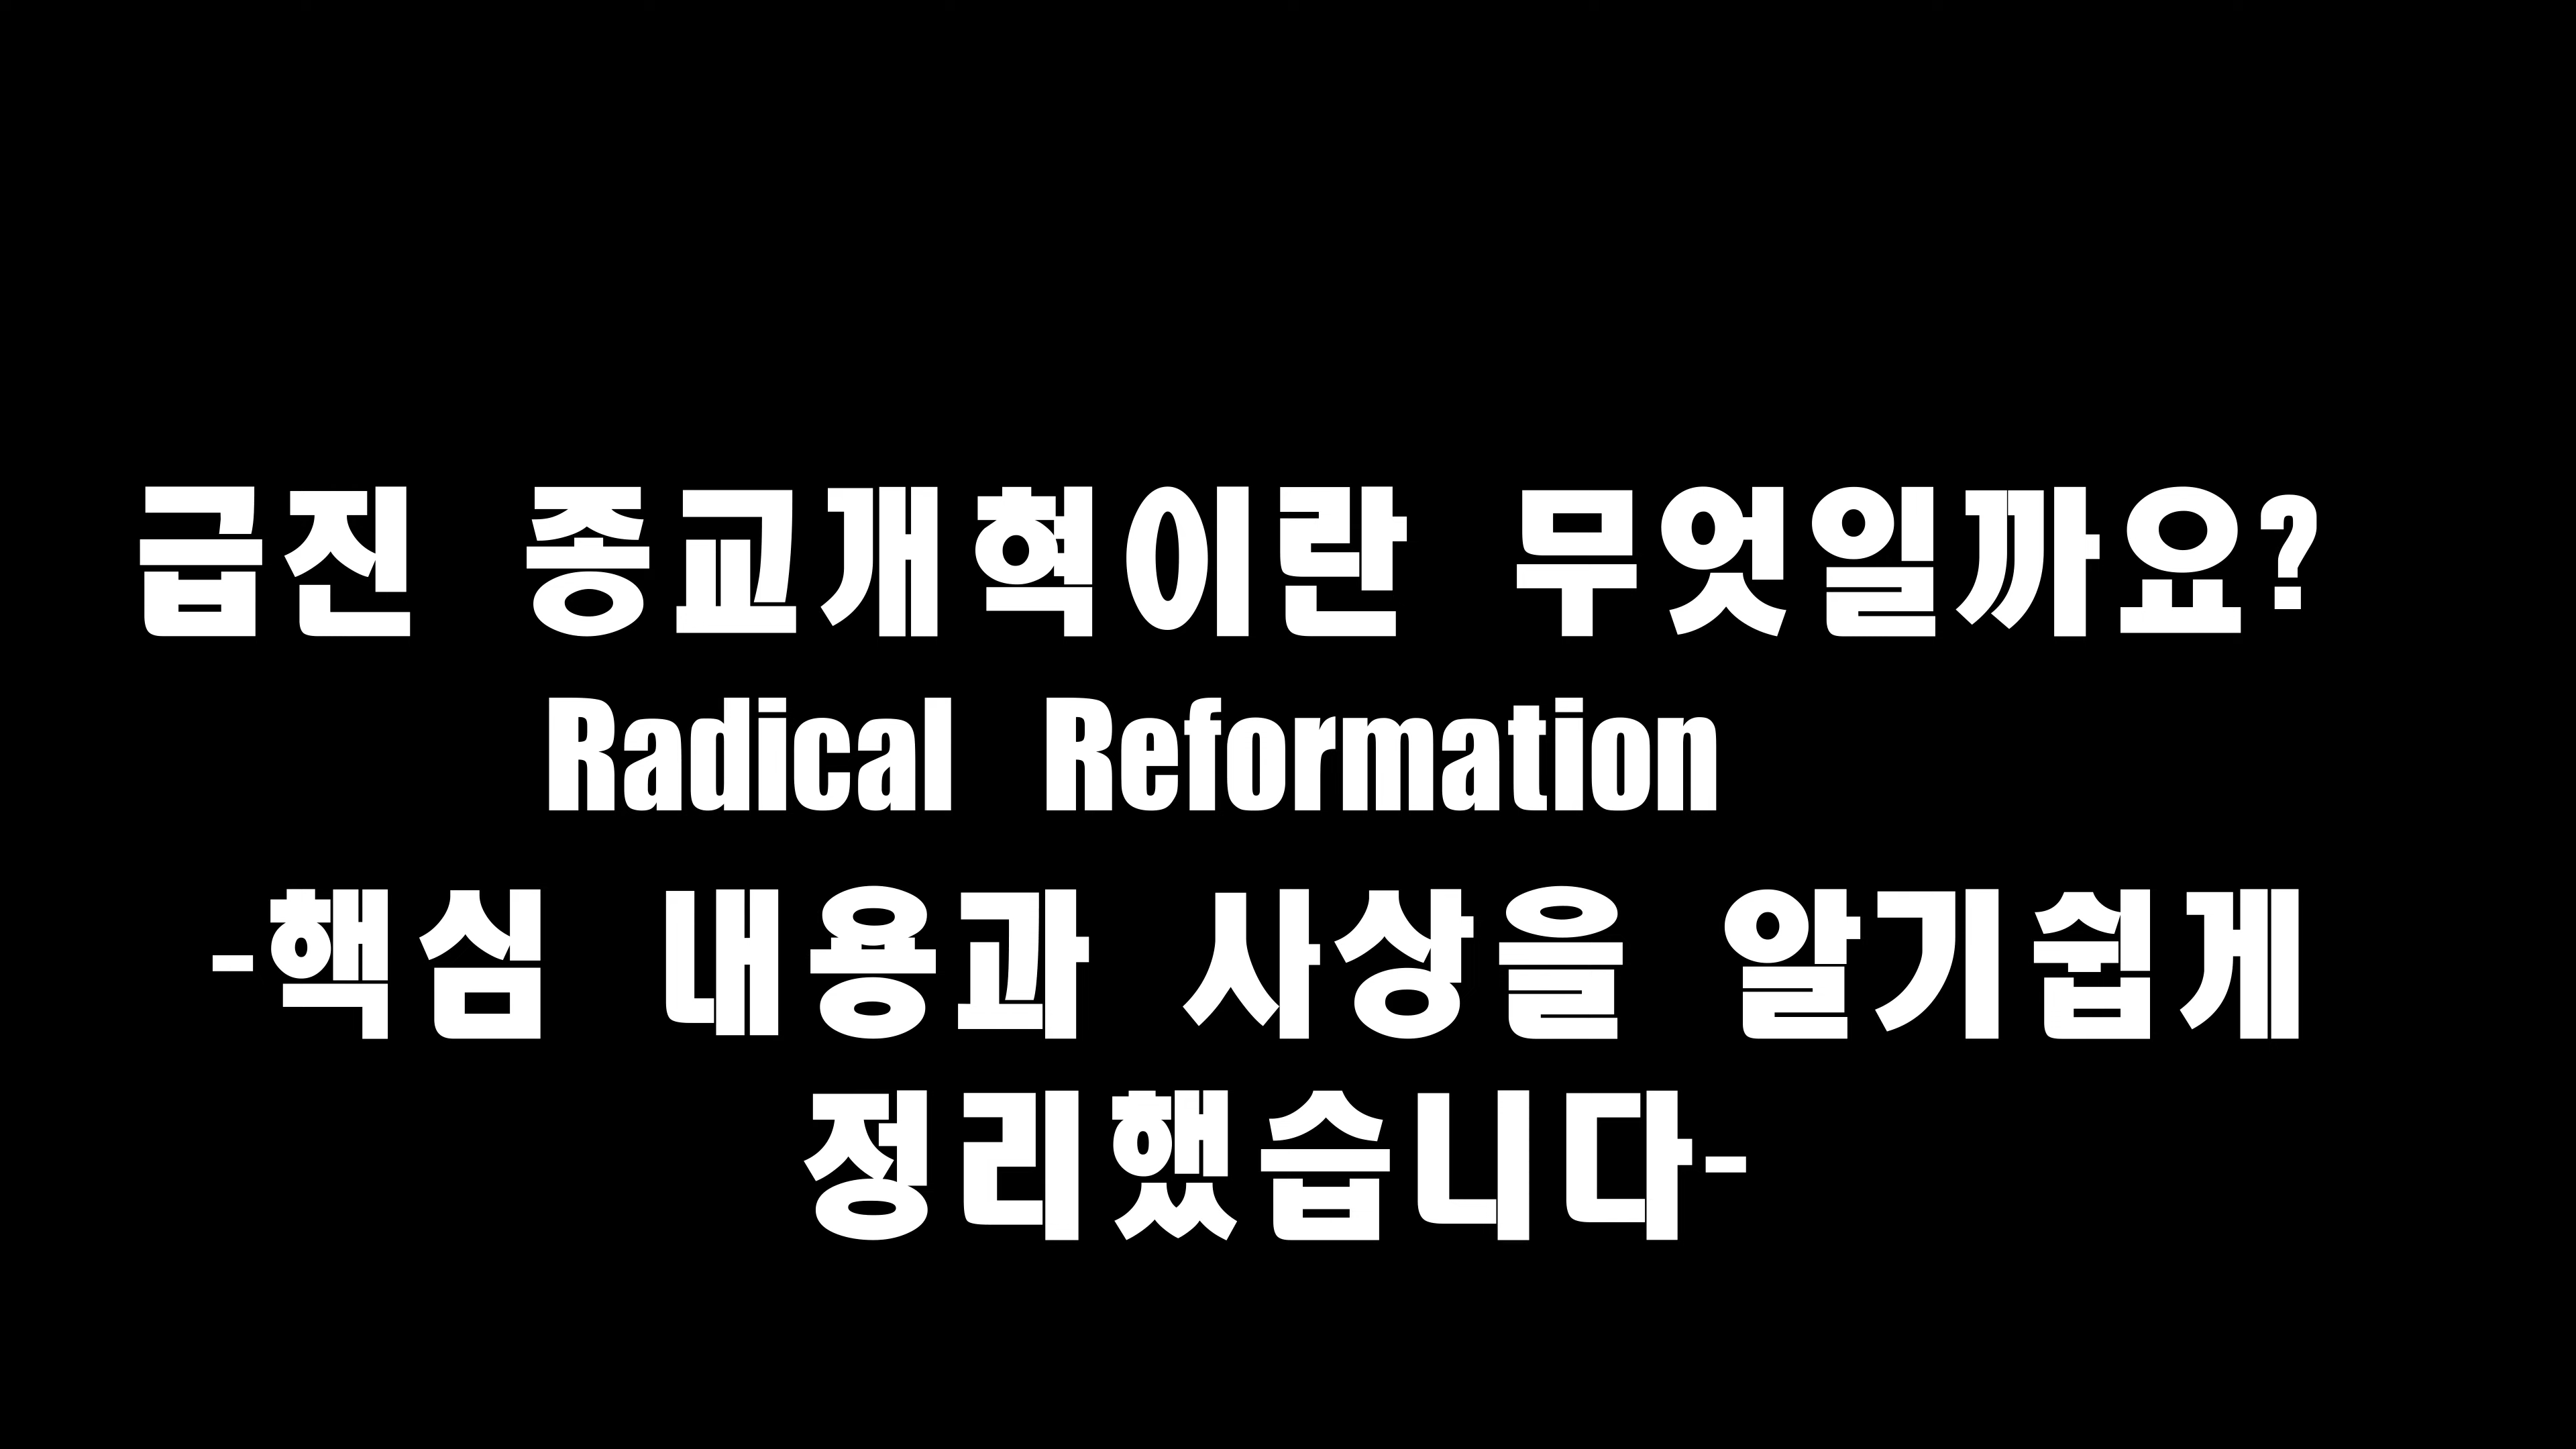 급진 종교개혁이란 무엇일까요?
Radical Reformation
-핵심 내용과 사상을 알기쉽게
정리했습니다-